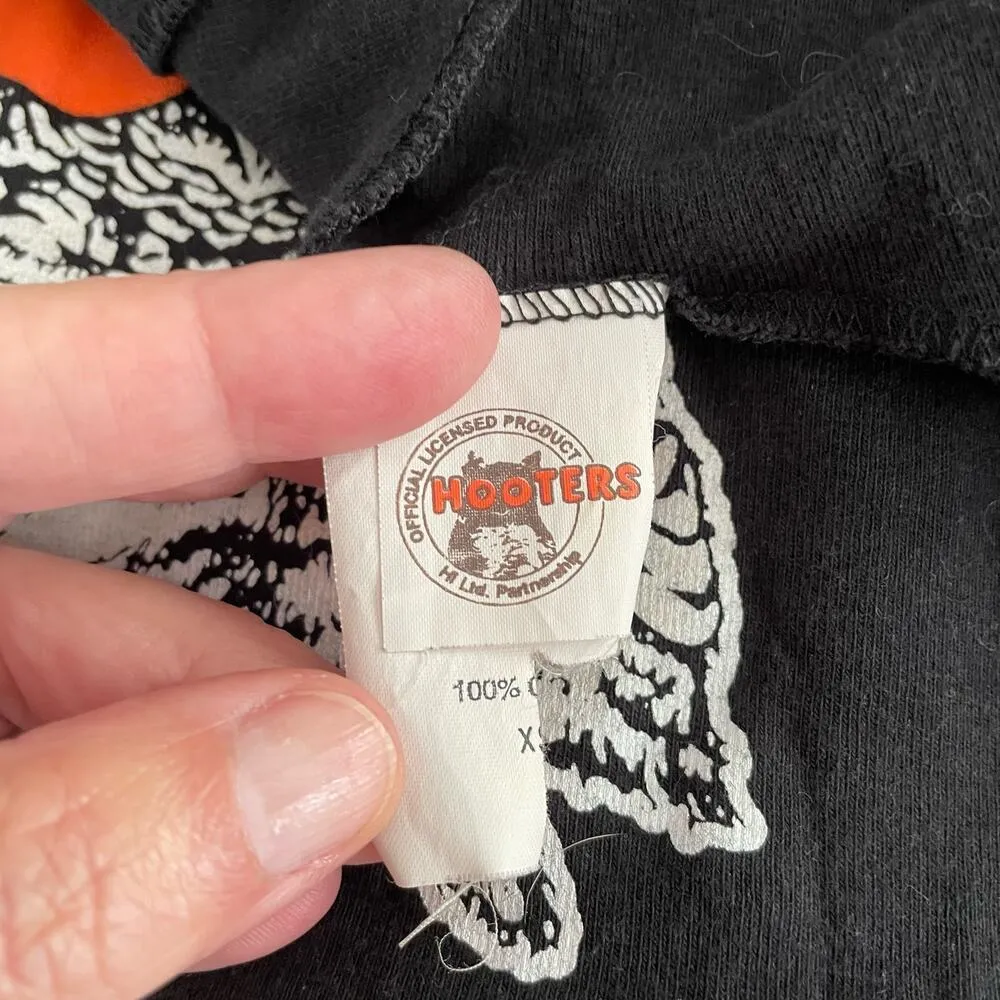 OFFICIAL LICENSED PRODUCT
HOOTERS
HI Ltd. Partnership
100%